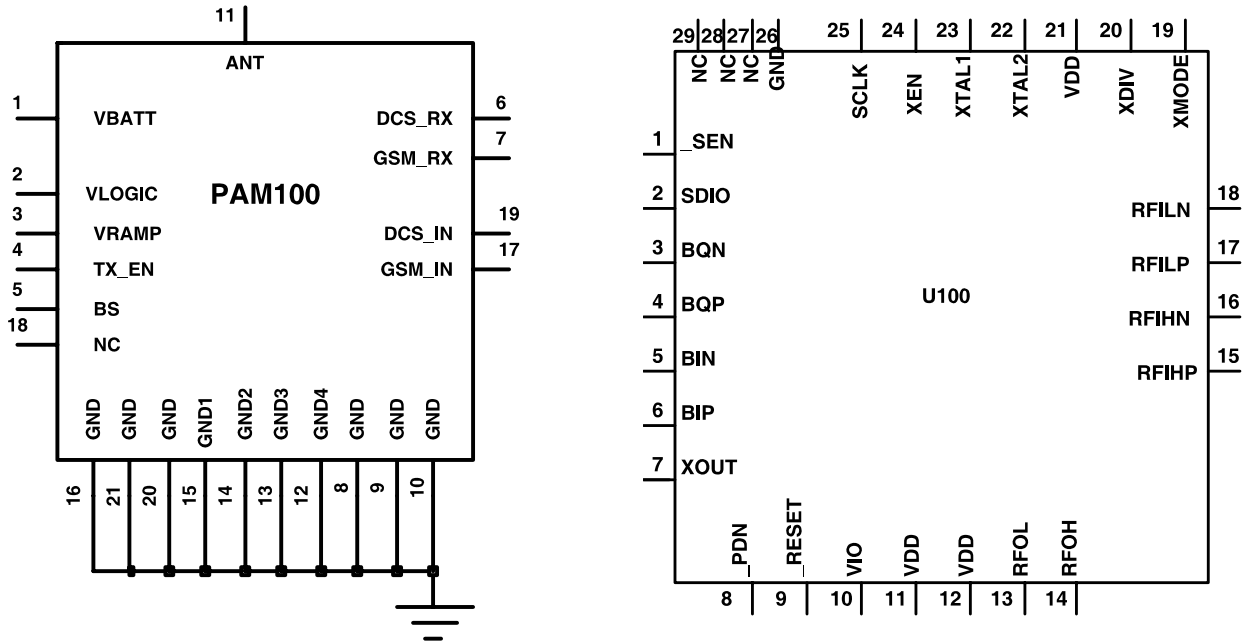 11
ANT
1
VBATT
DCS_RX
6
GSM_RX
7
2
VLOGIC
PAM100
3
VRAMP
DCS_IN
19
4
TX_EN
GSM_IN
17
5
BS
18
NC
GND
GND
GND
GND1
GND2
GND3
GND4
GND
GND
GND
16
21
20
15
14
13
12
8
9
10
29
28
27
26
25
24
23
22
21
20
19
NC
NC
NC
GND
SCLK
XEN
XTAL1
XTAL2
VDD
XDIV
XMODE
1
_SEN
2
SDIO
RFILN
18
3
BQN
RFILP
17
4
BQP
U100
RFIHN
16
5
BIN
RFIHP
15
6
BIP
7
XOUT
_PDN
_RESET
VIO
VDD
VDD
RFOL
RFOH
8
9
10
11
12
13
14